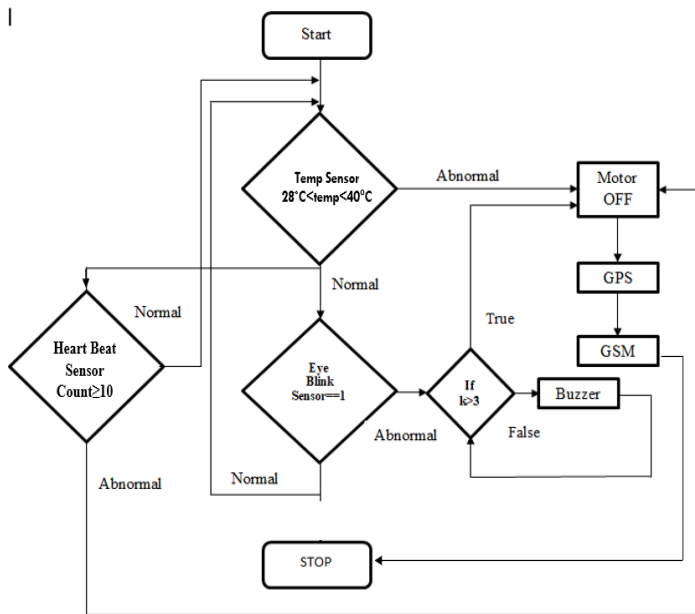 Start
Temp Sensor
28°C<temp<40°C
Abnormal
Motor
OFF
GPS
GSM
Normal
Normal
Heart Beat
Sensor
Count≥10
Eye
Blink
Sensor==1
True
If
k>3
Buzzer
False
Abnormal
Normal
Abnormal
STOP